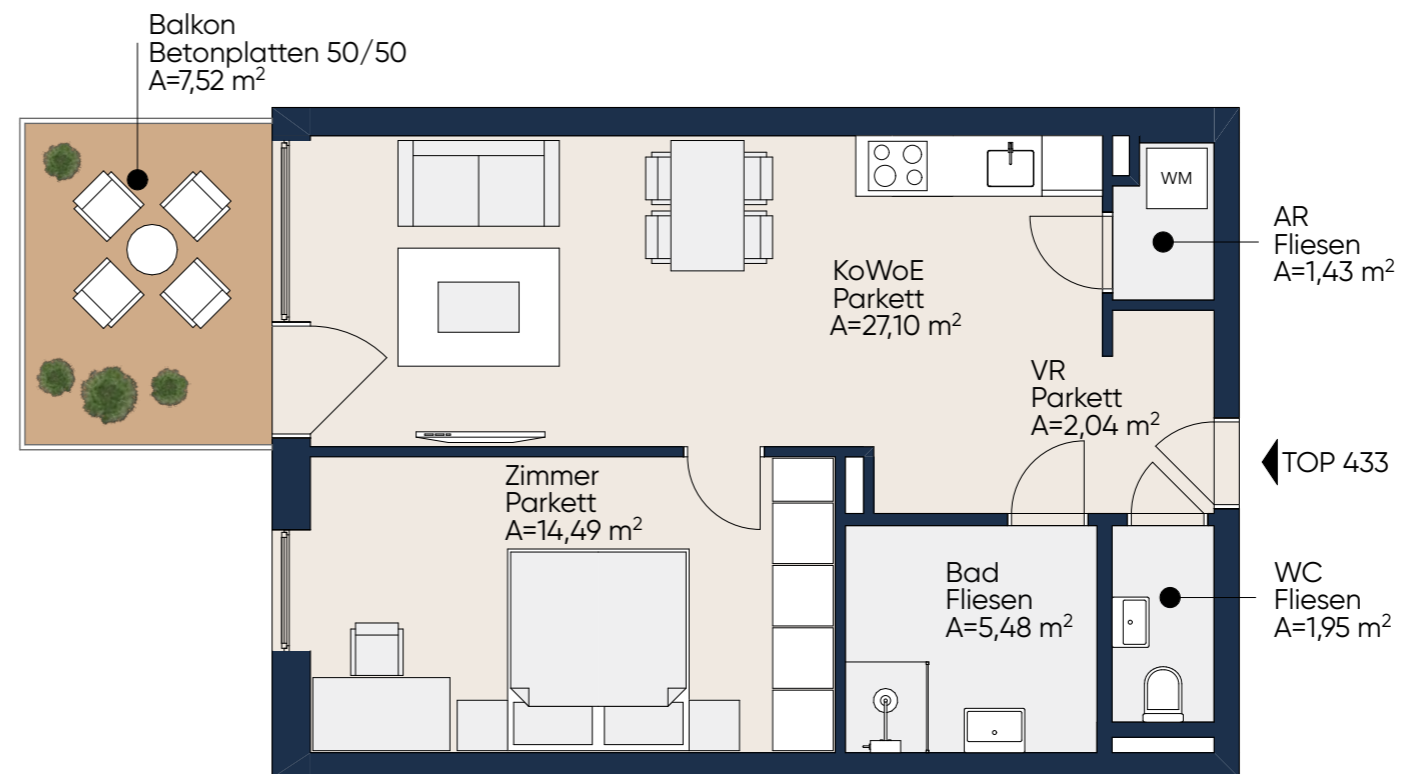 Balkon
Betonplatten 50/50
A=7,52 m²
WM
AR
Fliesen
A=1,43 m²
KoWoE
Parkett
A=27,10 m²
VR
Parkett
A=2,04 m²
TOP 433
Zimmer
Parkett
A=14,49 m²
Bad
Fliesen
A=5,48 m²
WC
Fliesen
A=1,95 m²